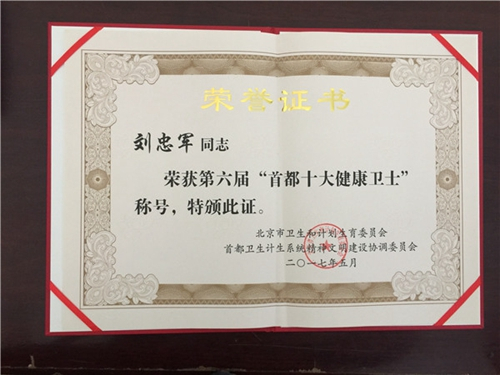 荣誉证书
刘忠军 同志
荣获第六届“首都十大健康卫士”
称号，特颁此证。
北京市卫生和计划生育委员会
首都卫生计生系统精神文明建设协调委员会
二〇一七年五月